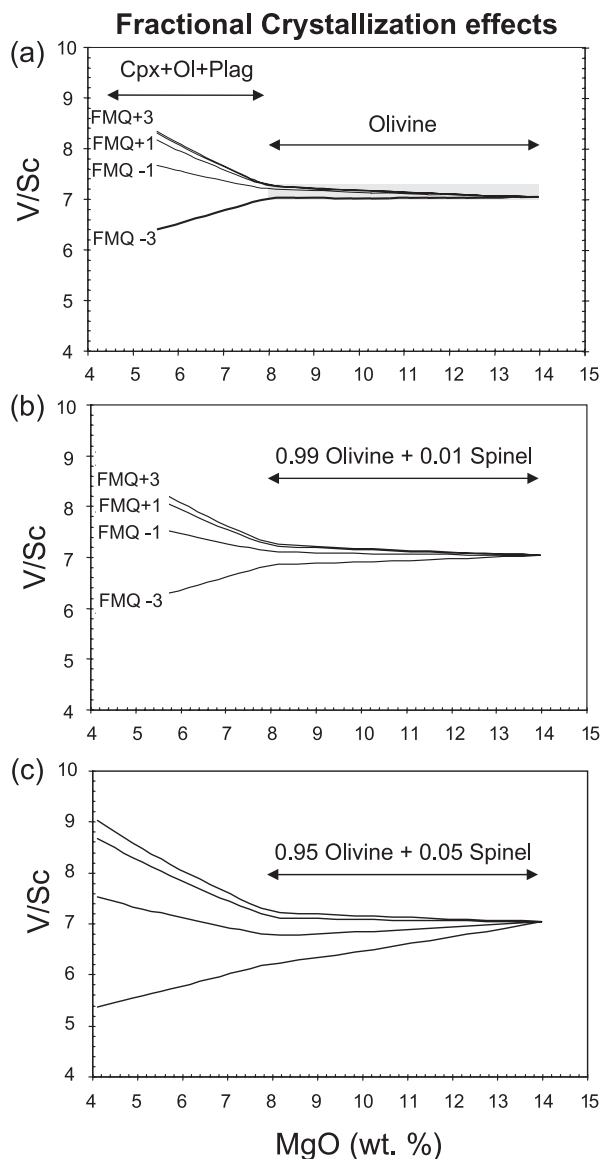 Fractional Crystallization effects
(a)
10
Cpx+Ol+Plag
9
Olivine
FMQ+3
8
FMQ+1
FMQ -1
7
V/Sc
6
FMQ -3
5
4
4 5 6 7 8 9 10 11 12 13 14 15
(b)
10
9
0.99 Olivine + 0.01 Spinel
FMQ+3
8
FMQ+1
FMQ -1
7
V/Sc
FMQ -3
6
5
4
4 5 6 7 8 9 10 11 12 13 14 15
(c)
10
9
0.95 Olivine + 0.05 Spinel
8
7
V/Sc
6
5
4
4 5 6 7 8 9 10 11 12 13 14 15
MgO (wt. %)